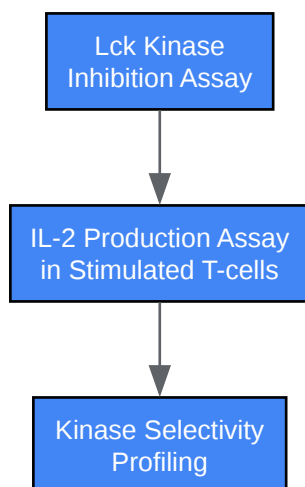 Lck Kinase
Inhibition Assay
IL-2 Production Assay
in Stimulated T-cells
Kinase Selectivity
Profiling